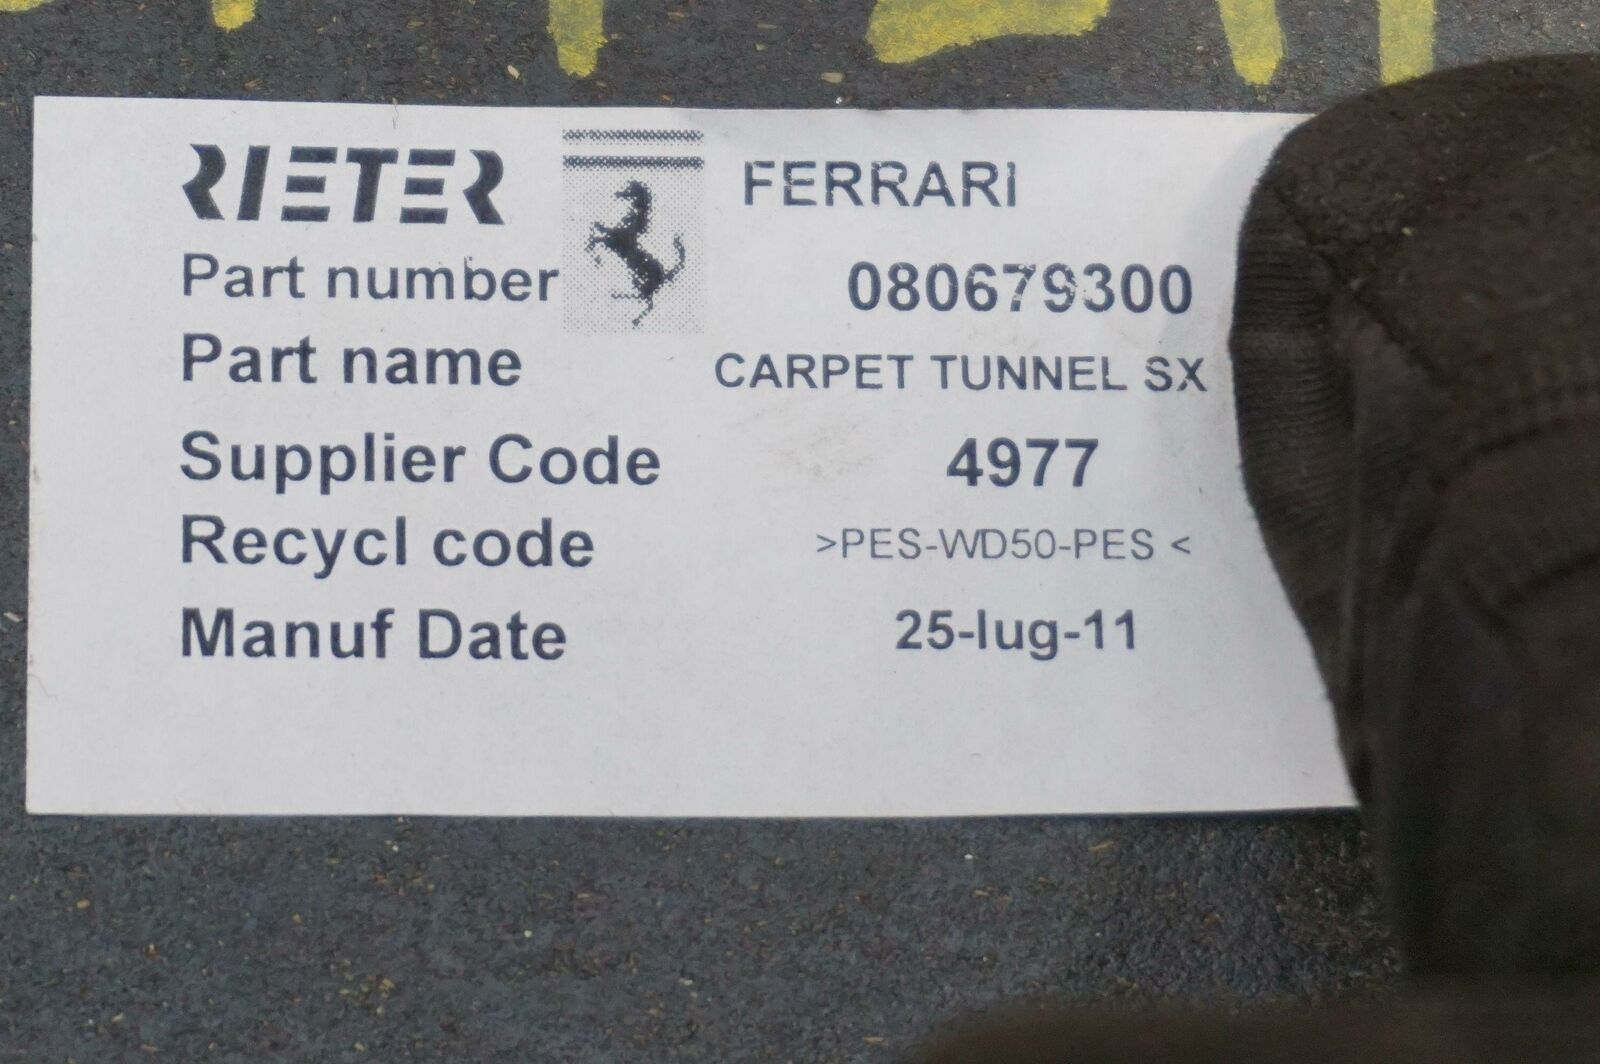 RIETER FERRARI
Part number 080679300
Part name CARPET TUNNEL SX
Supplier Code 4977
Recycl code >PES-WD50-PES <
Manuf Date 25-lug-11